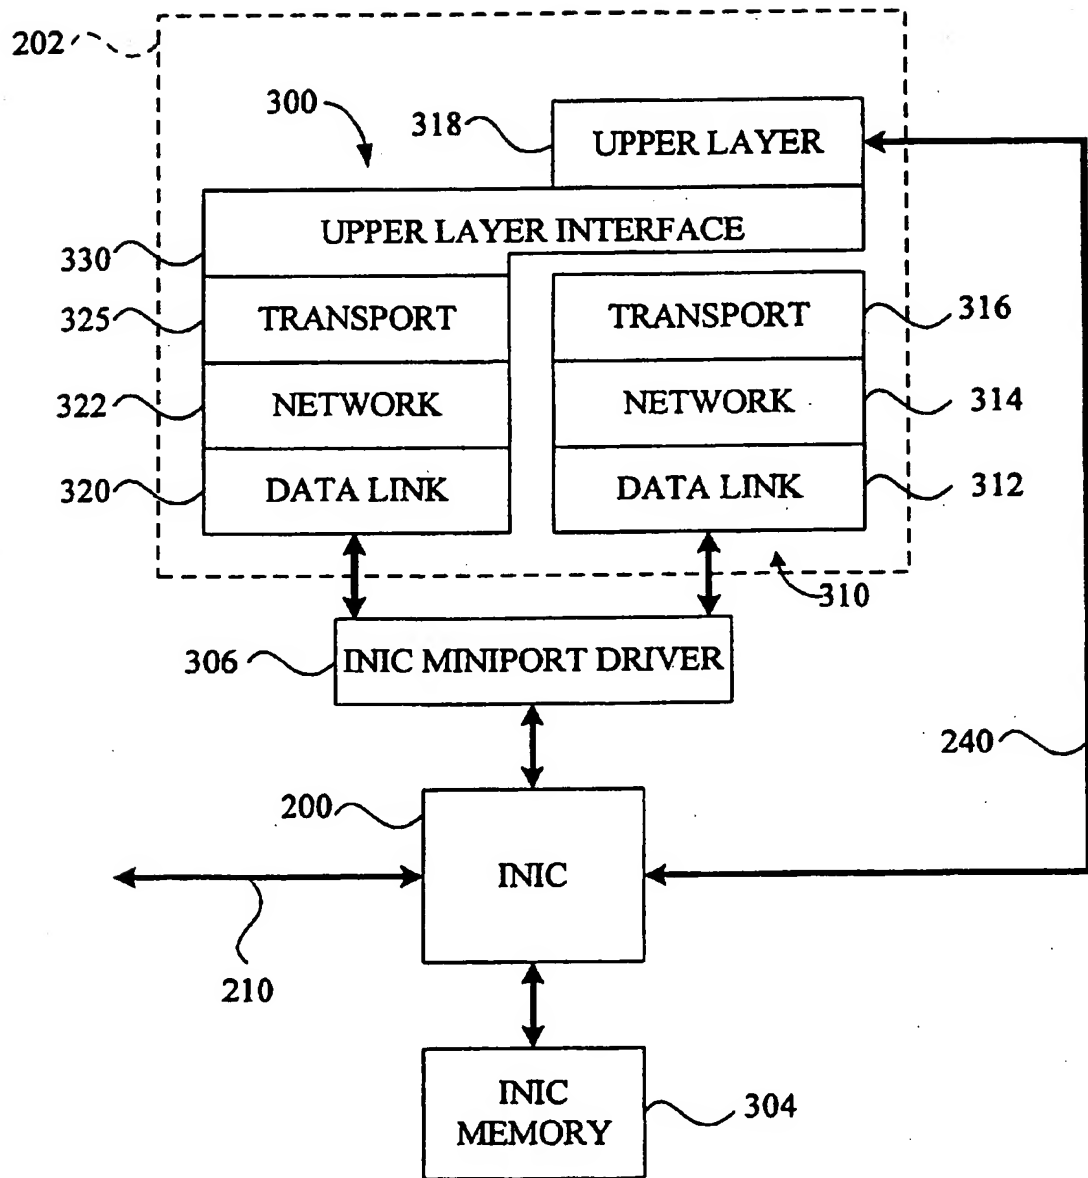 202
300
318
UPPER LAYER
330
UPPER LAYER INTERFACE
325
TRANSPORT
TRANSPORT
316
322
NETWORK
NETWORK
314
320
DATA LINK
DATA LINK
312
310
306
INIC MINIPORT DRIVER
240
200
INIC
210
INIC
MEMORY
304